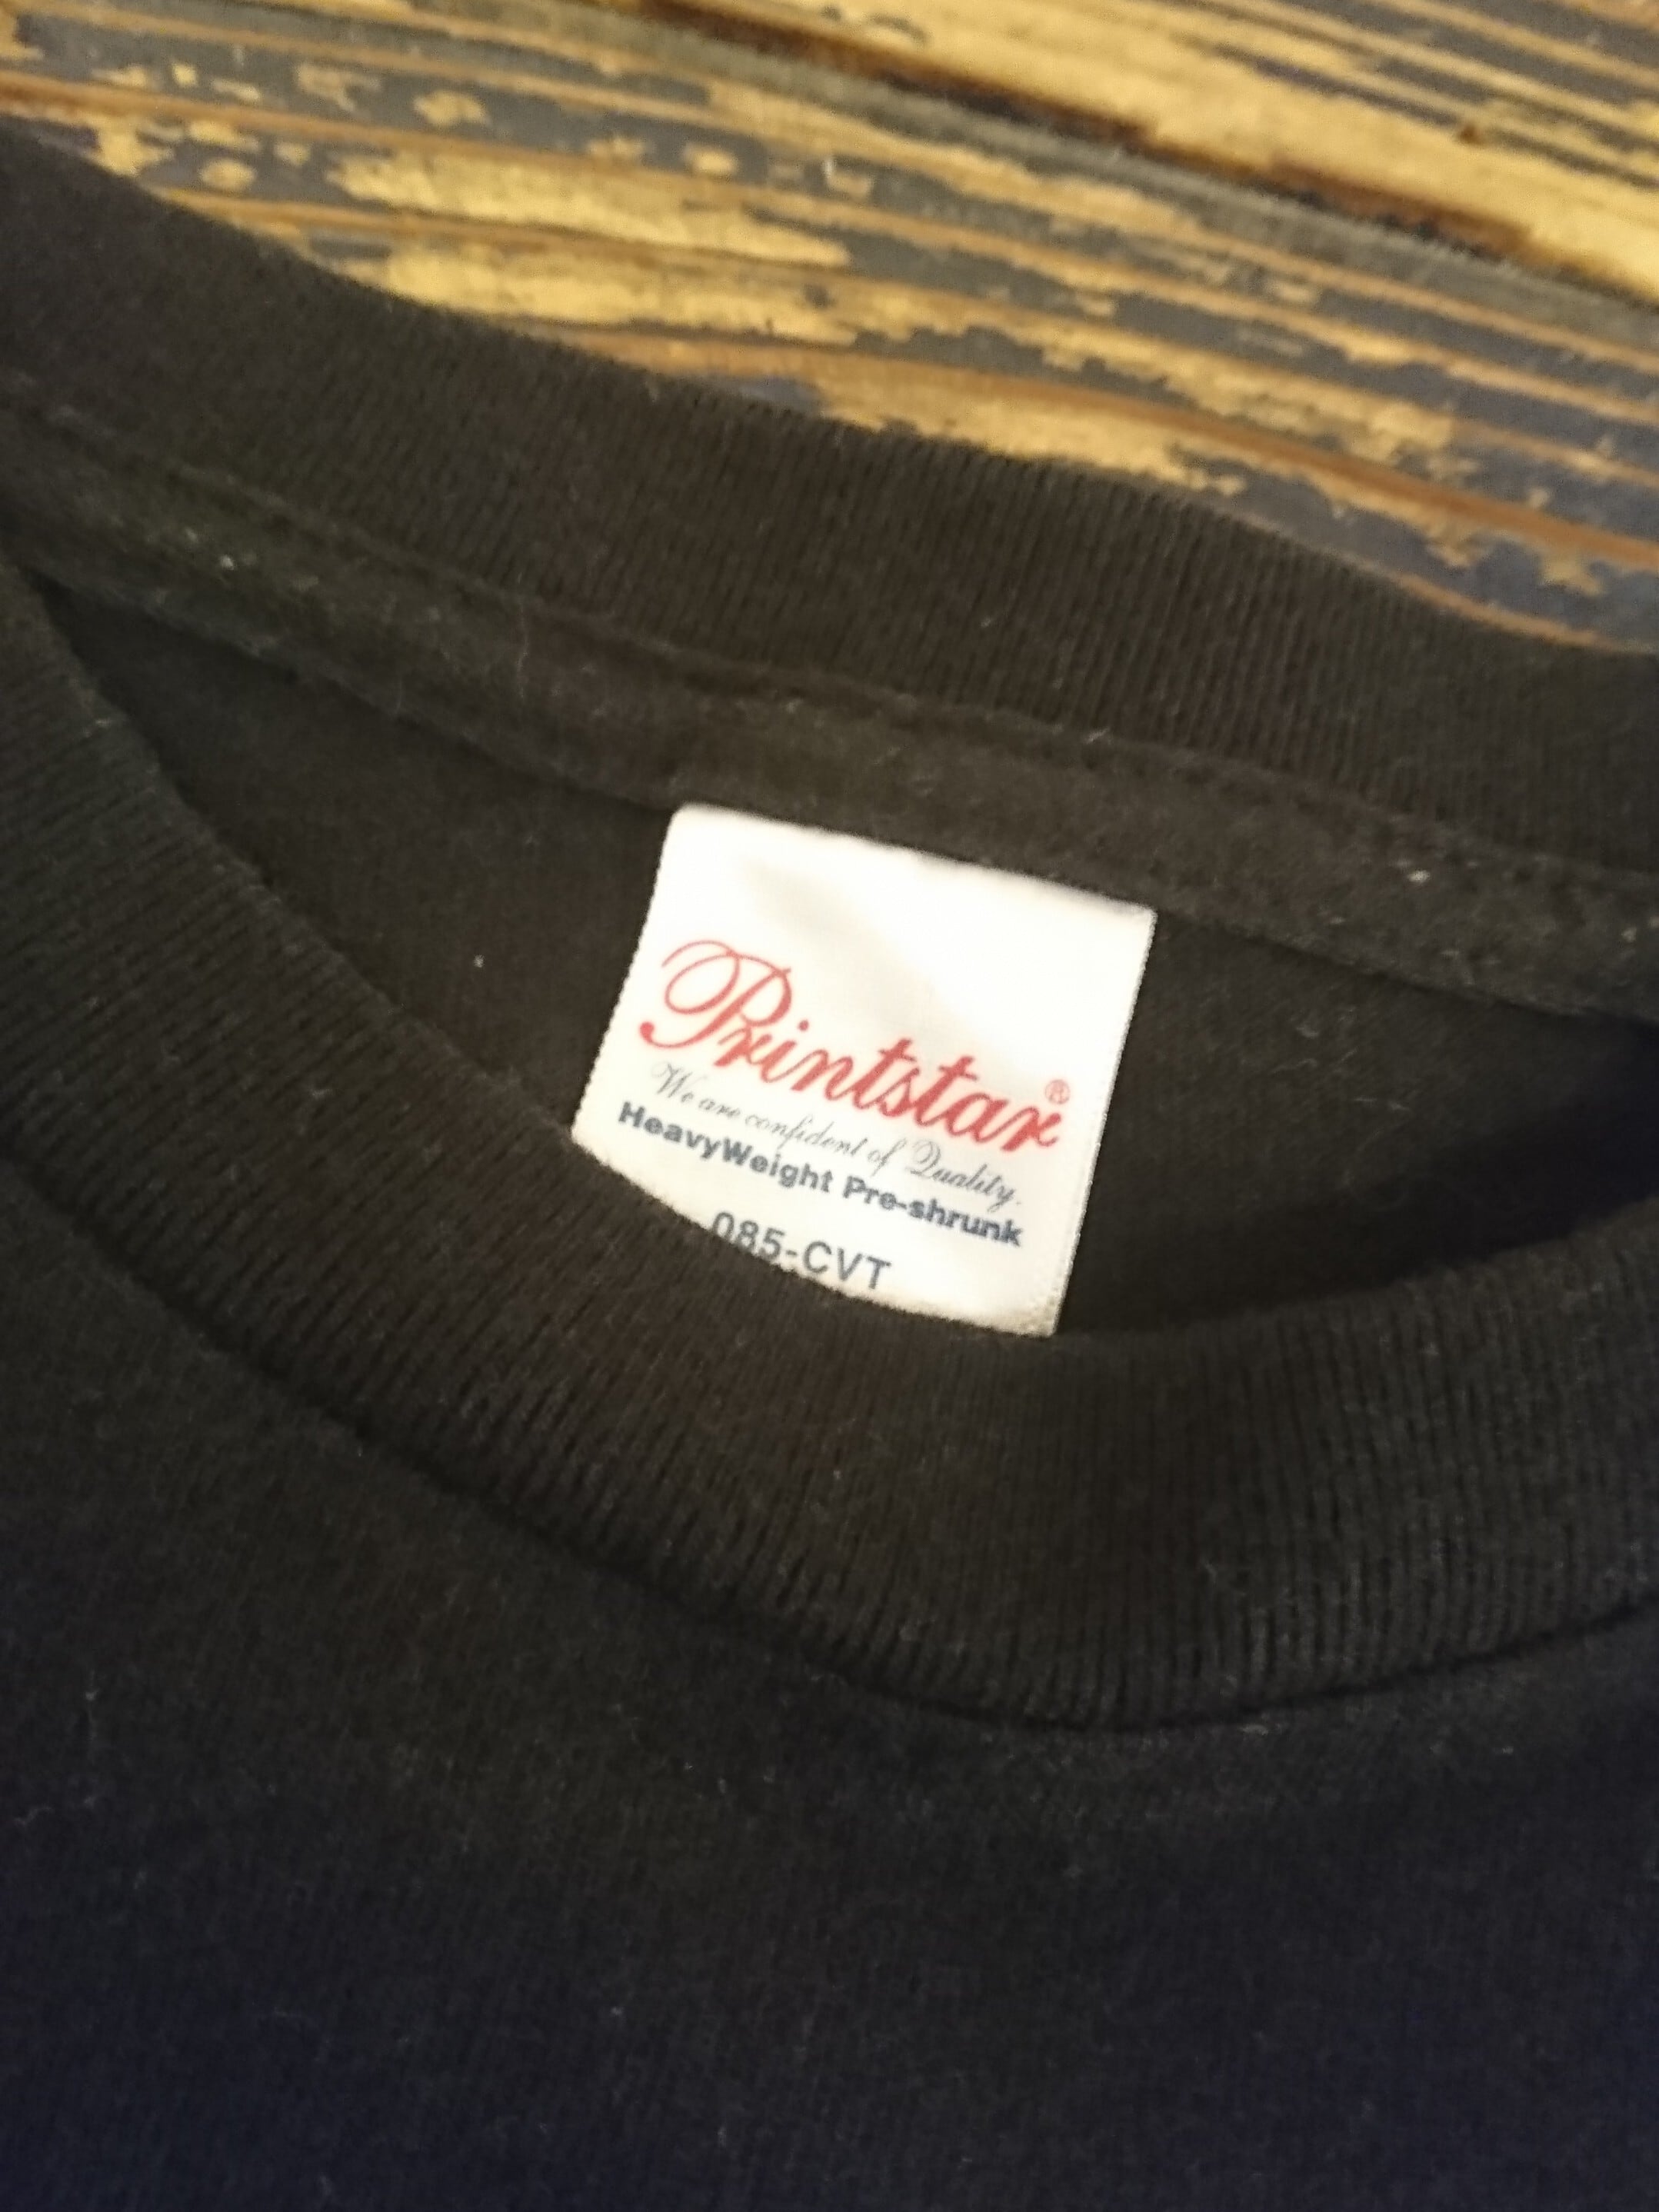 Printstar®
We are confident of Quality.
HeavyWeight Pre-shrunk
085-CVT